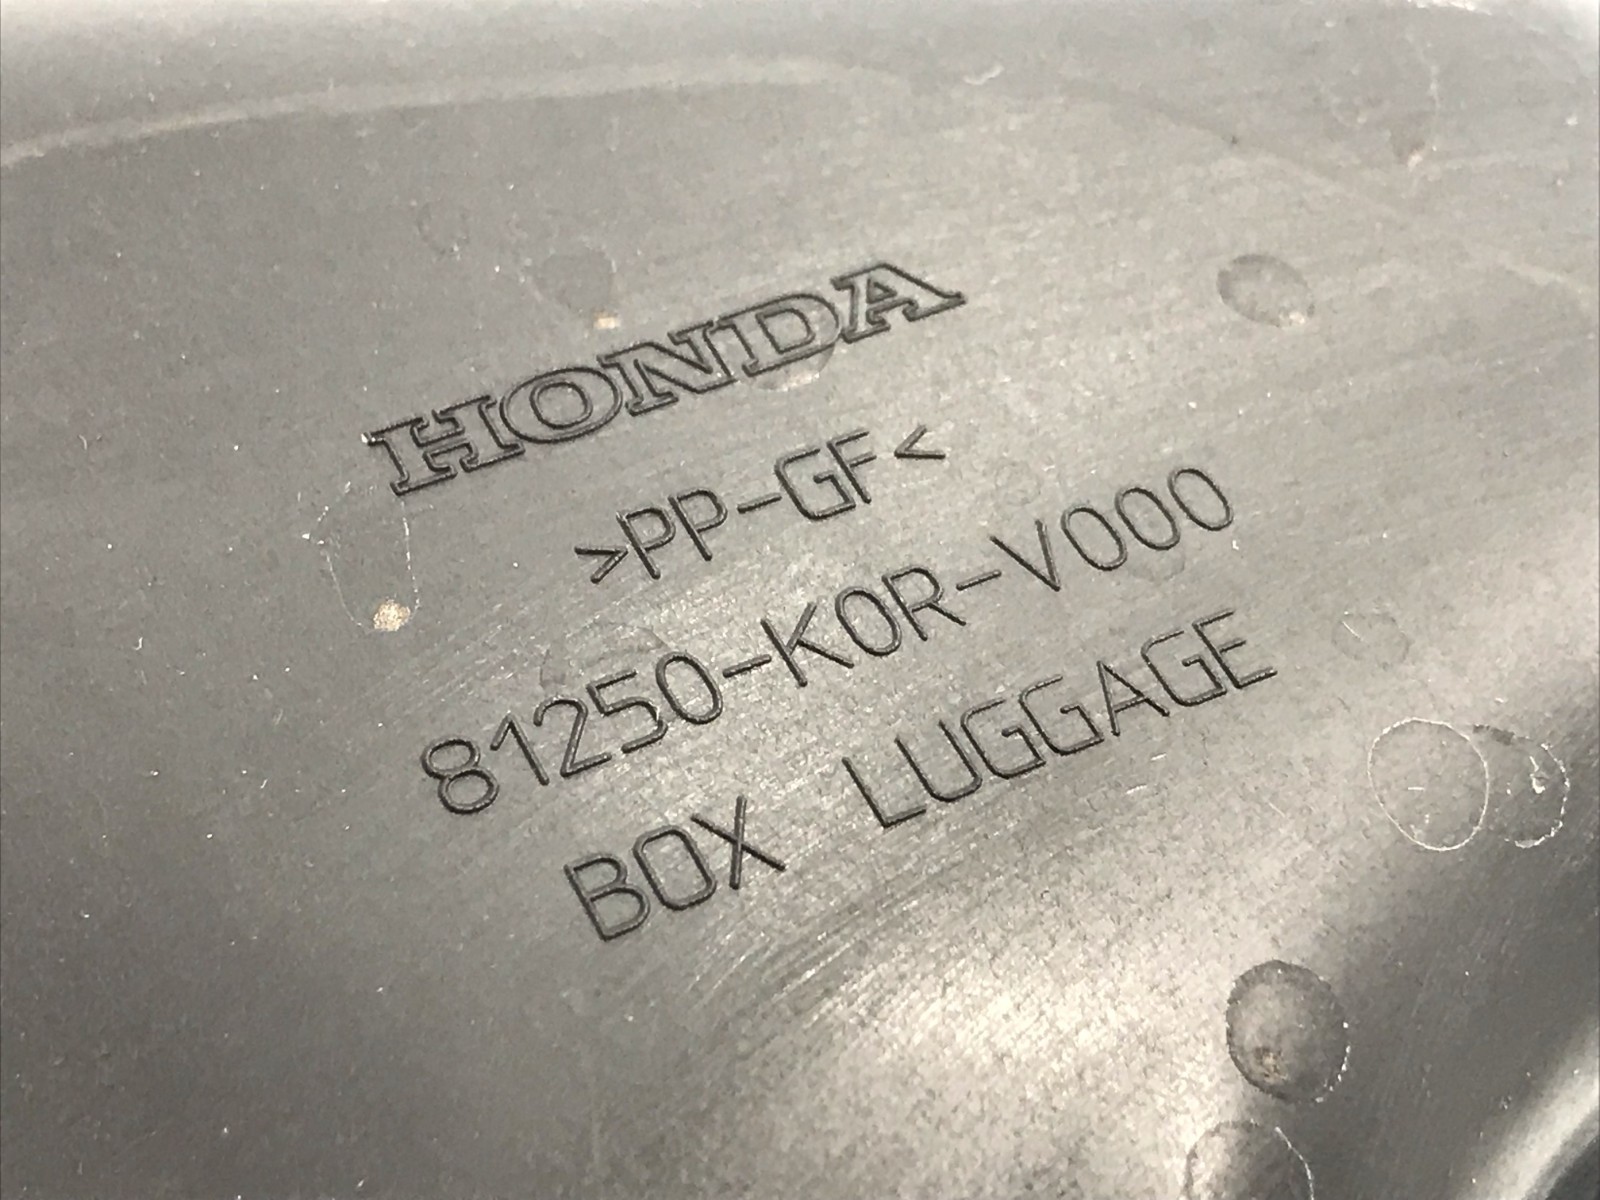 HONDA
>PP-GF<
81250-K0R-V000
BOX LUGGAGE